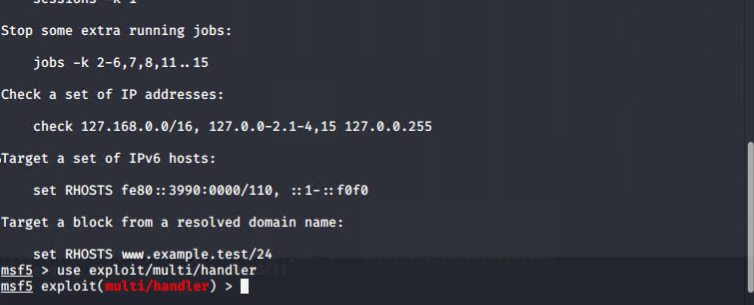 sessions -k 1
Stop some extra running jobs:
jobs -k 2-6,7,8,11..15
Check a set of IP addresses:
check 127.168.0.0/16, 127.0.0-2.1-4,15 127.0.0.255
Target a set of IPv6 hosts:
set RHOSTS fe80::3990:0000/110, ::1-::f0f0
Target a block from a resolved domain name:
set RHOSTS www.example.test/24
msf5 > use exploit/multi/handler
msf5 exploit(multi/handler) >